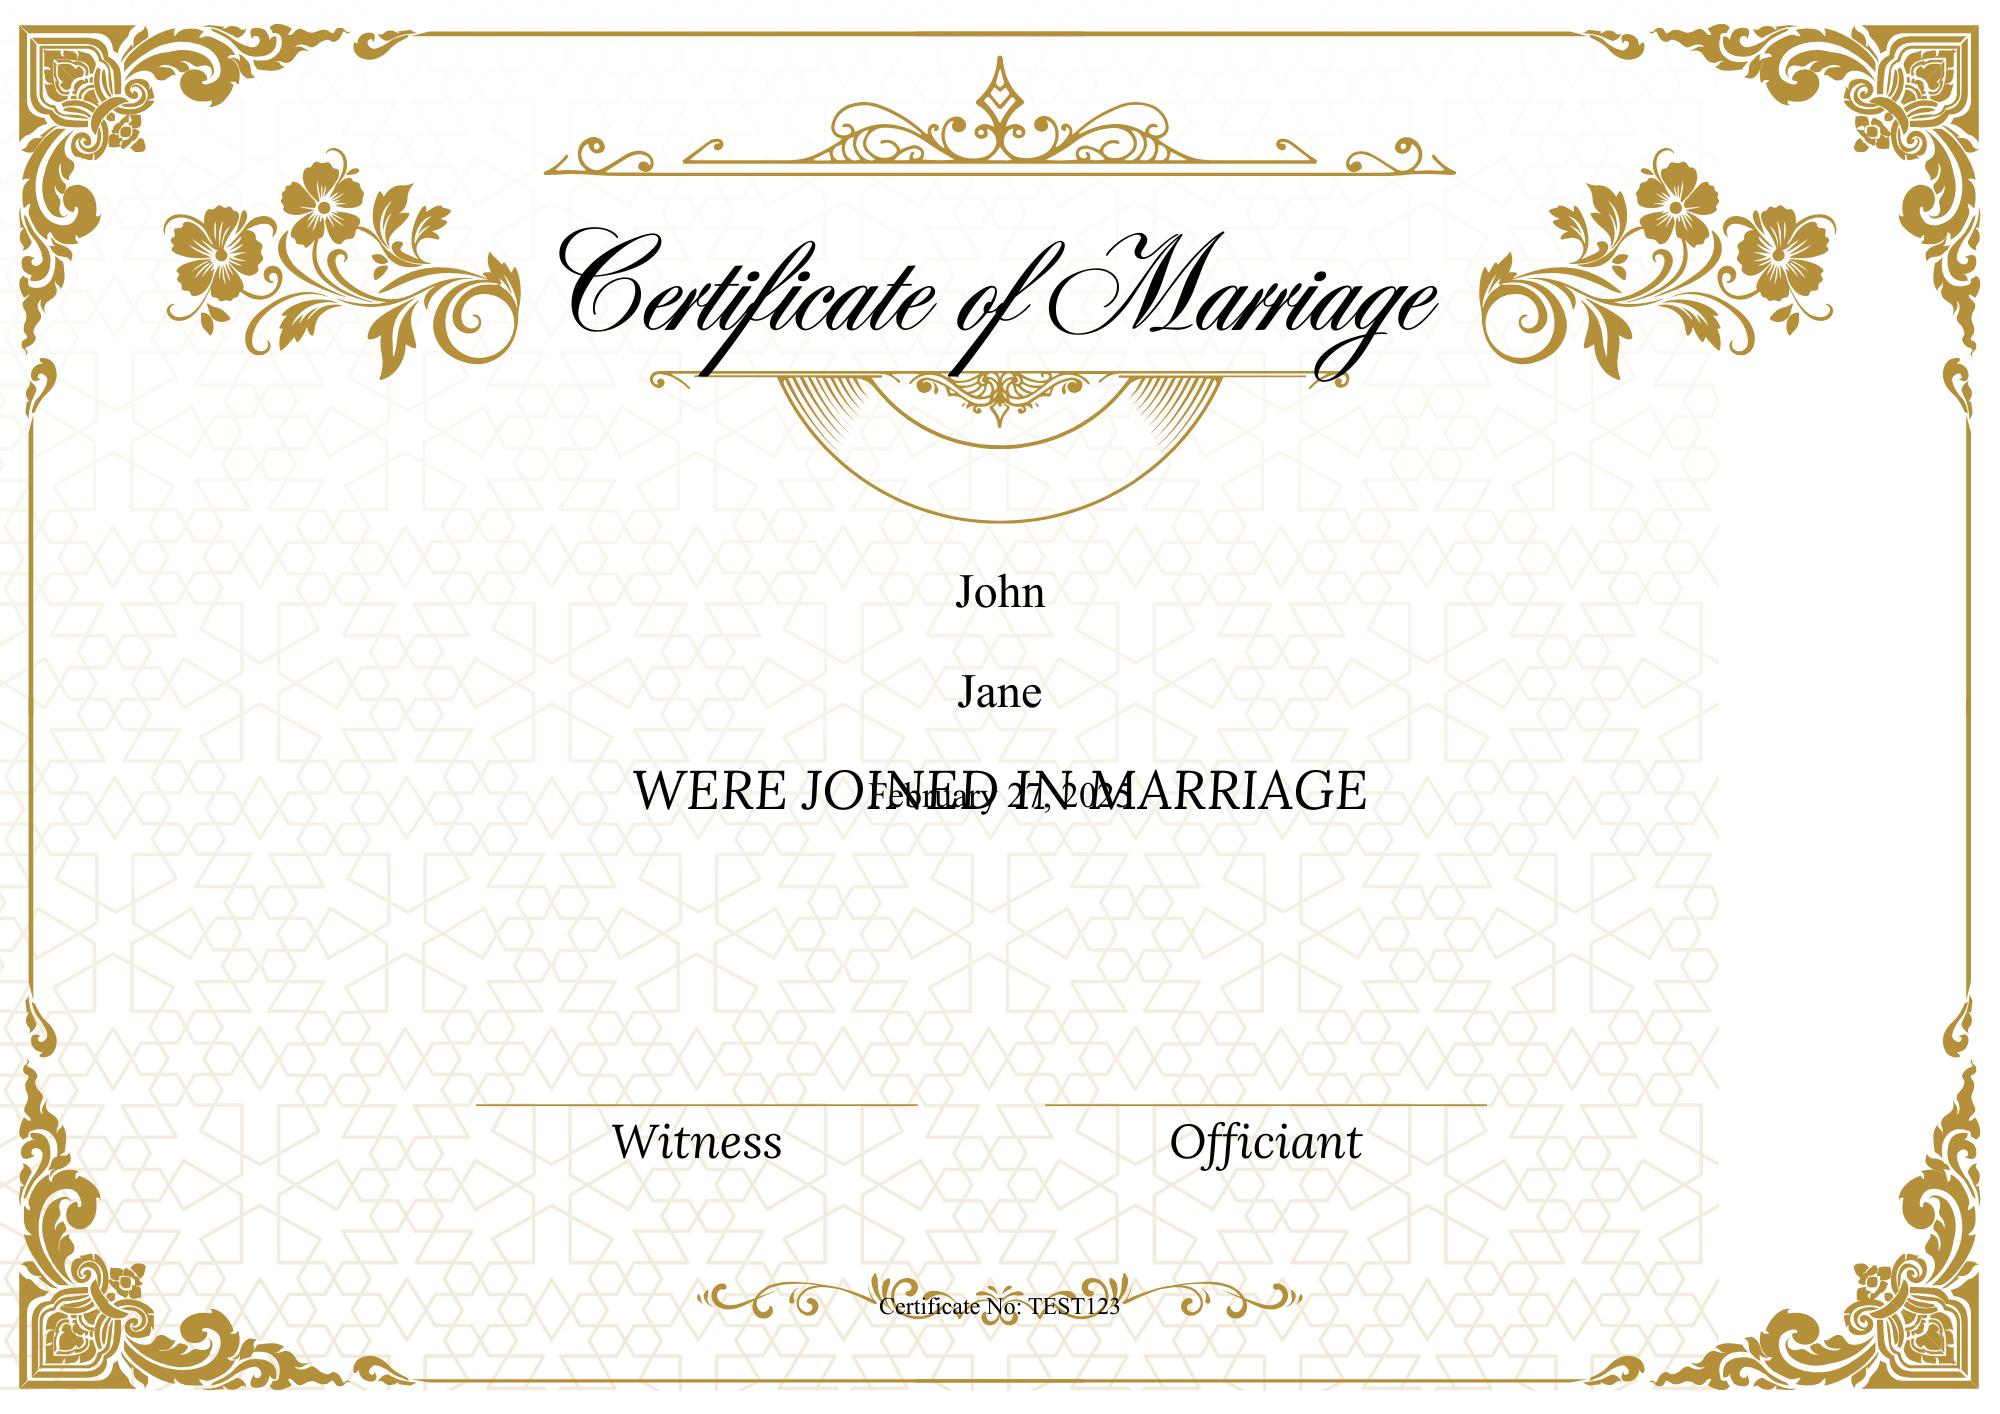 Certificate of Marriage
John
Jane
WERE JOINED IN MARRIAGE
February 27, 2025
Witness
Officiant
Certificate No: TEST123